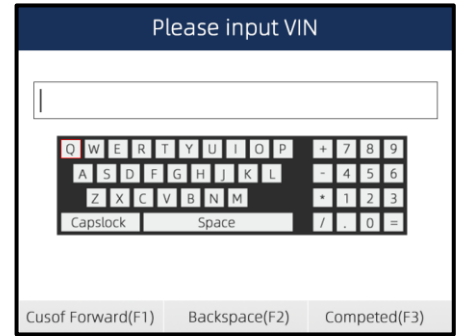 Please input VIN
Q W E R T Y U I O P + 7 8 9
A S D F G H J K L - 4 5 6
Z X C V B N M * 1 2 3
Capslock Space / . 0 =
Cusof Forward(F1) Backspace(F2) Competed(F3)